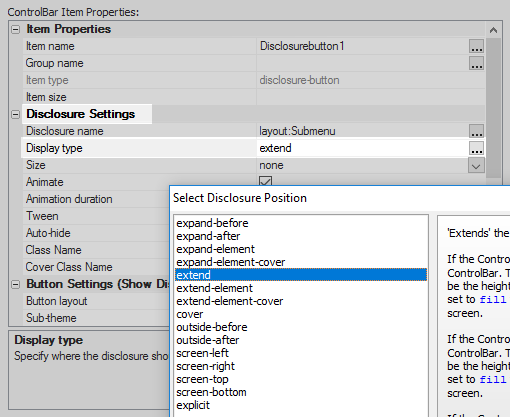 ControlBar Item Properties:
Item Properties
Item name Disclosurebutton1 ...
Group name ...
Item type disclosure-button
Item size
Disclosure Settings
Disclosure name layout:Submenu
Display type extend ...
Size none
Animate
Animation duration
Tween
Auto-hide
Class Name
Cover Class Name
Button Settings (Show Dis
Button layout
Sub-theme
Display type
Specify where the disclosure sho
Select Disclosure Position
expand-before
expand-after
expand-element
expand-element-cover
extend
extend-element
extend-element-cover
cover
outside-before
outside-after
screen-left
screen-right
screen-top
screen-bottom
explicit
'Extends' the
If the Contro
ControlBar. T
be the height
set to fill
screen.
If the Contro
ControlBar. T
be the height
set to fill
screen.